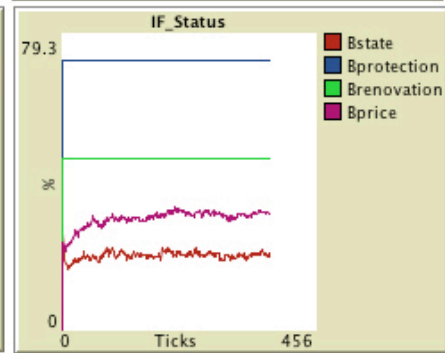 IF_Status
79.3
%
0
0 Ticks 456
Bstate
Bprotection
Brenovation
Bprice